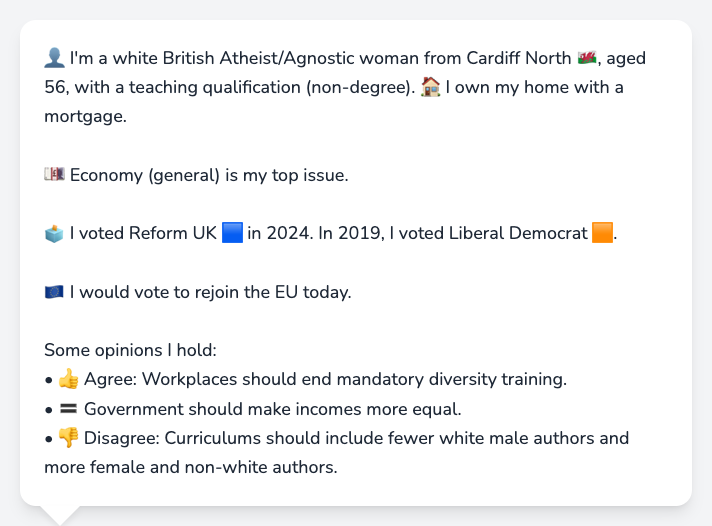 👤 I'm a white British Atheist/Agnostic woman from Cardiff North 🏴󠁧󠁢󠁷󠁬󠁳󠁿, aged
56, with a teaching qualification (non-degree). 🏠 I own my home with a
mortgage.
💷 Economy (general) is my top issue.
🗳️ I voted Reform UK 🟦 in 2024. In 2019, I voted Liberal Democrat 🟧.
🇪🇺 I would vote to rejoin the EU today.
Some opinions I hold:
• 👍 Agree: Workplaces should end mandatory diversity training.
• 🟰 Government should make incomes more equal.
• 👎 Disagree: Curriculums should include fewer white male authors and
more female and non-white authors.